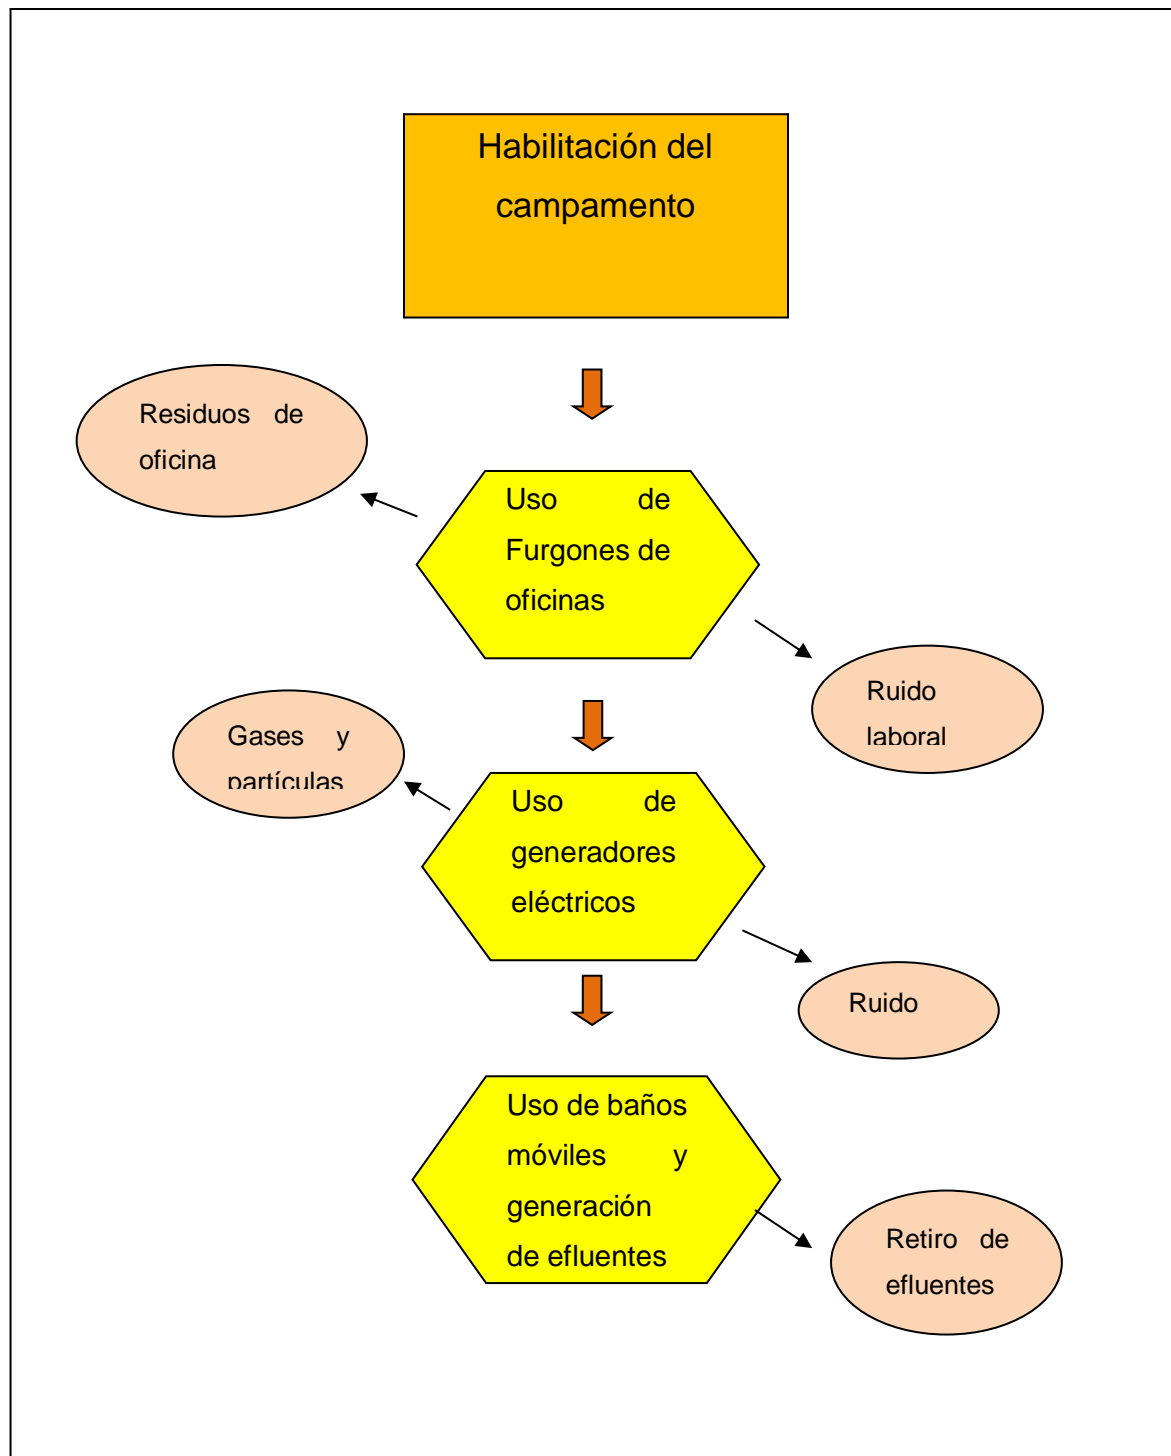 Habilitación del
campamento
Residuos de
oficina
Uso de
Furgones de
oficinas
Ruido
laboral
Gases y
partículas
Uso de
generadores
eléctricos
Ruido
Uso de baños
móviles y
generación
de efluentes
Retiro de
efluentes